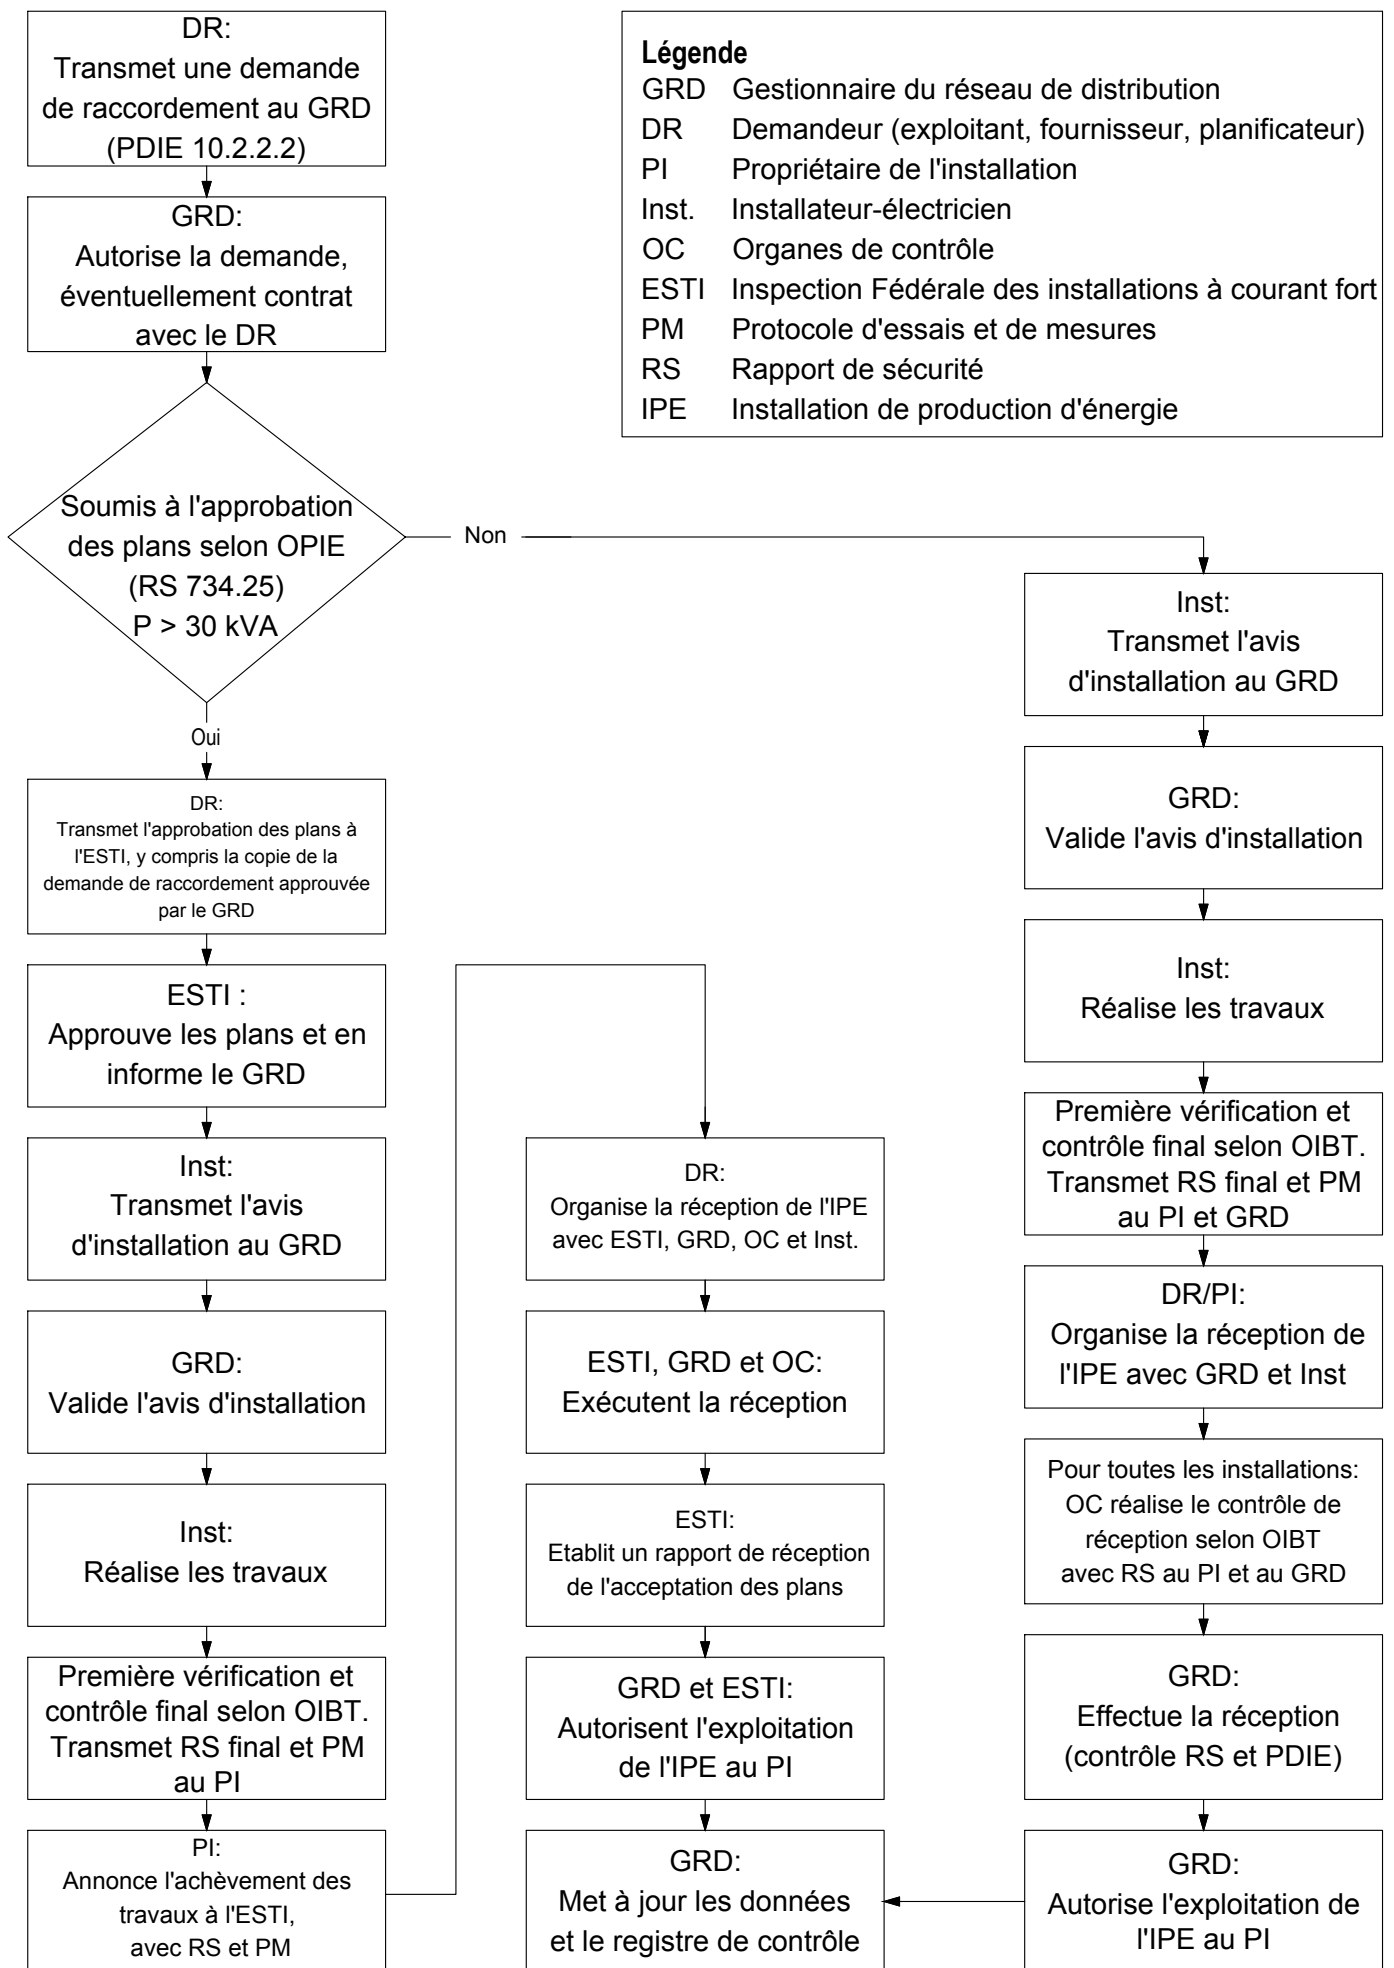 DR:
Transmet une demande
de raccordement au GRD
(PDIE 10.2.2.2)
GRD:
Autorise la demande,
éventuellement contrat
avec le DR
Soumis à l'approbation
des plans selon OPIE
(RS 734.25)
P > 30 kVA
Non
Oui
Légende
GRD Gestionnaire du réseau de distribution
DR Demandeur (exploitant, fournisseur, planificateur)
PI Propriétaire de l'installation
Inst. Installateur-électricien
OC Organes de contrôle
ESTI Inspection Fédérale des installations à courant fort
PM Protocole d'essais et de mesures
RS Rapport de sécurité
IPE Installation de production d'énergie
DR:
Transmet l'approbation des plans à
l'ESTI, y compris la copie de la
demande de raccordement approuvée
par le GRD
ESTI :
Approuve les plans et en
informe le GRD
Inst:
Transmet l'avis
d'installation au GRD
GRD:
Valide l'avis d'installation
Inst:
Réalise les travaux
Première vérification et
contrôle final selon OIBT.
Transmet RS final et PM
au PI
PI:
Annonce l'achèvement des
travaux à l'ESTI,
avec RS et PM
DR:
Organise la réception de l'IPE
avec ESTI, GRD, OC et Inst.
ESTI, GRD et OC:
Exécutent la réception
ESTI:
Etablit un rapport de réception
de l'acceptation des plans
GRD et ESTI:
Autorisent l'exploitation
de l'IPE au PI
GRD:
Met à jour les données
et le registre de contrôle
Inst:
Transmet l'avis
d'installation au GRD
GRD:
Valide l'avis d'installation
Inst:
Réalise les travaux
Première vérification et
contrôle final selon OIBT.
Transmet RS final et PM
au PI et GRD
DR/PI:
Organise la réception de
l'IPE avec GRD et Inst
Pour toutes les installations:
OC réalise le contrôle de
réception selon OIBT
avec RS au PI et au GRD
GRD:
Effectue la réception
(contrôle RS et PDIE)
GRD:
Autorise l'exploitation de
l'IPE au PI